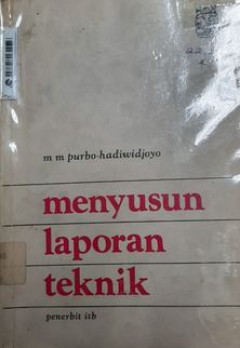 m m purbo-hadiwidjoyo
menyusun
laporan
teknik
penerbit itb